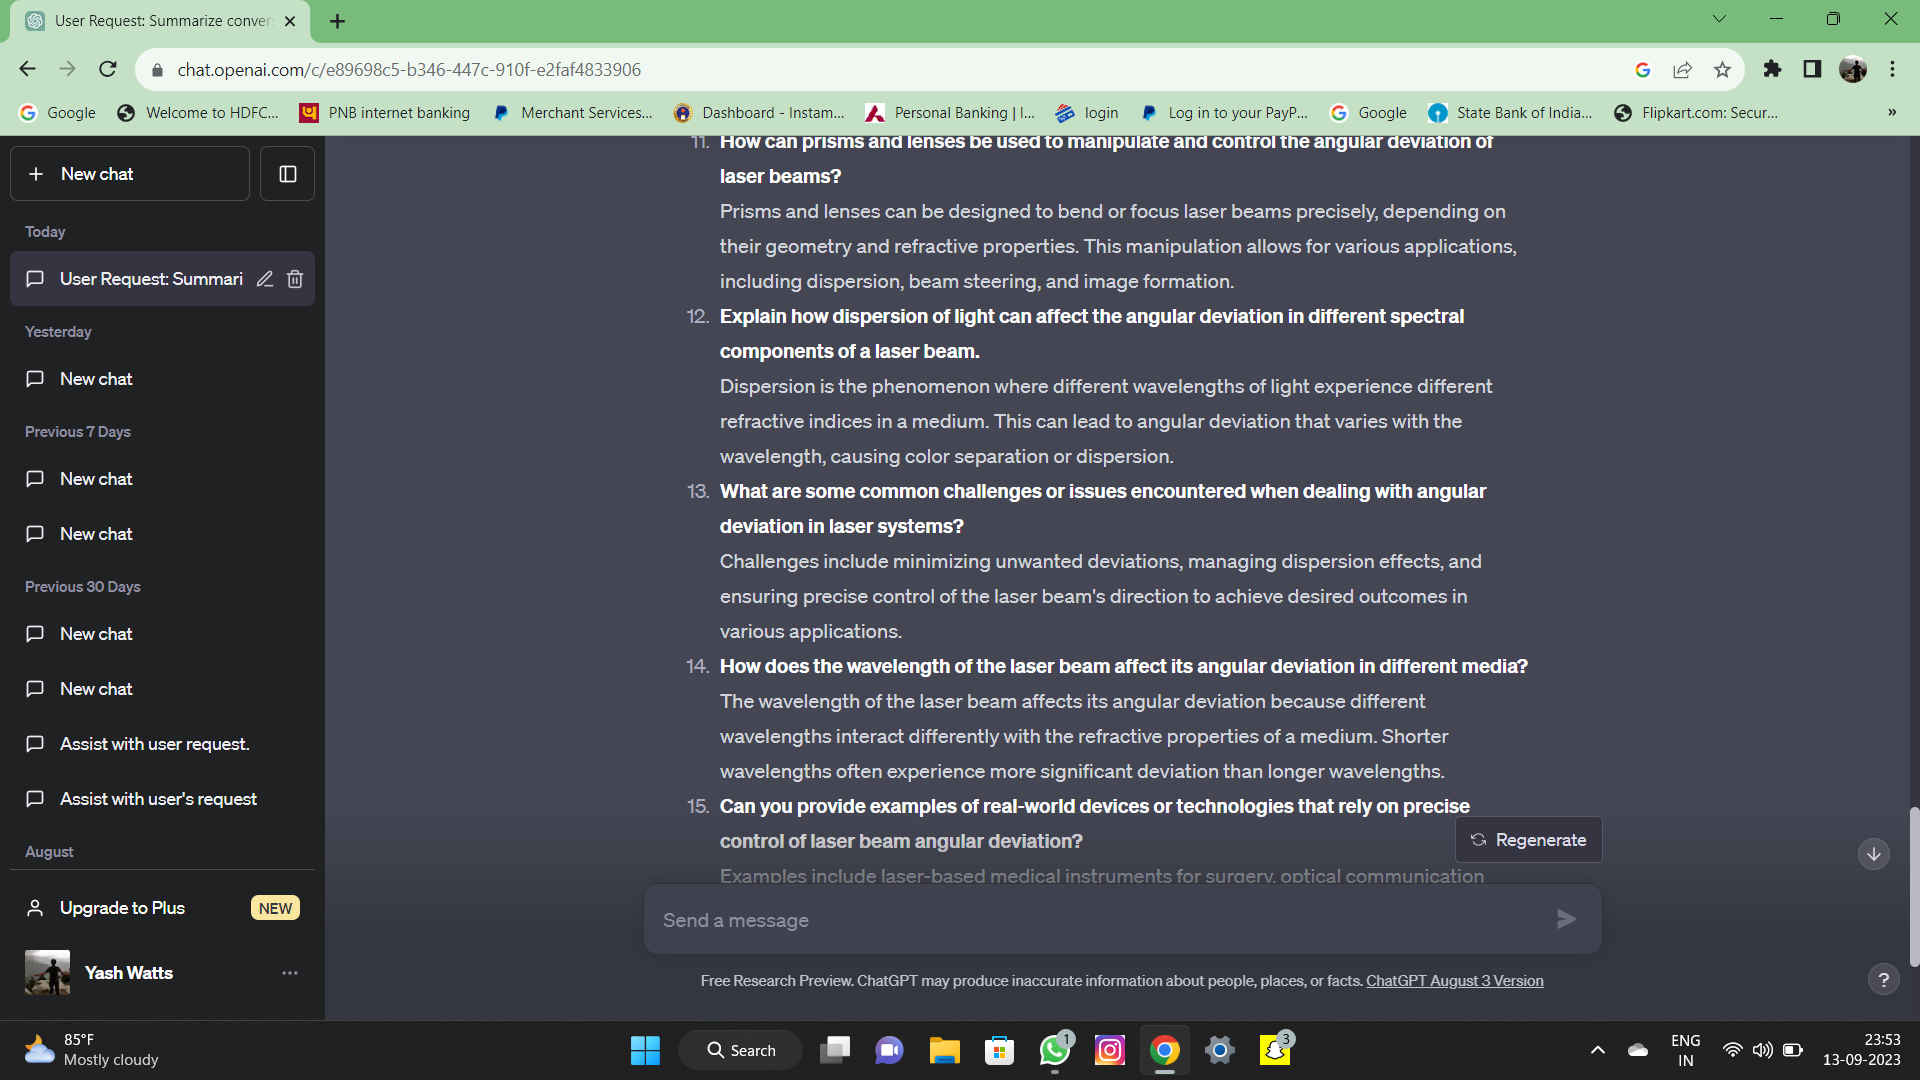 User Request: Summarize conver
chat.openai.com/c/e89698c5-b346-447c-910f-e2faf4833906
Google
Welcome to HDFC...
PNB internet banking
Merchant Services...
Dashboard - Instam...
Personal Banking | I...
login
Log in to your PayP...
Google
State Bank of India...
Flipkart.com: Secur...
»
New chat
Today
User Request: Summari
Yesterday
New chat
Previous 7 Days
New chat
New chat
Previous 30 Days
New chat
New chat
Assist with user request.
Assist with user's request
August
Upgrade to Plus
NEW
Yash Watts
11. How can prisms and lenses be used to manipulate and control the angular deviation of
laser beams?
Prisms and lenses can be designed to bend or focus laser beams precisely, depending on
their geometry and refractive properties. This manipulation allows for various applications,
including dispersion, beam steering, and image formation.
12. Explain how dispersion of light can affect the angular deviation in different spectral
components of a laser beam.
Dispersion is the phenomenon where different wavelengths of light experience different
refractive indices in a medium. This can lead to angular deviation that varies with the
wavelength, causing color separation or dispersion.
13. What are some common challenges or issues encountered when dealing with angular
deviation in laser systems?
Challenges include minimizing unwanted deviations, managing dispersion effects, and
ensuring precise control of the laser beam's direction to achieve desired outcomes in
various applications.
14. How does the wavelength of the laser beam affect its angular deviation in different media?
The wavelength of the laser beam affects its angular deviation because different
wavelengths interact differently with the refractive properties of a medium. Shorter
wavelengths often experience more significant deviation than longer wavelengths.
15. Can you provide examples of real-world devices or technologies that rely on precise
control of laser beam angular deviation?
Examples include laser-based medical instruments for surgery, optical communication
Regenerate
Send a message
Free Research Preview. ChatGPT may produce inaccurate information about people, places, or facts. ChatGPT August 3 Version
?
85°F
Mostly cloudy
Search
1
3
ENG
IN
23:53
13-09-2023